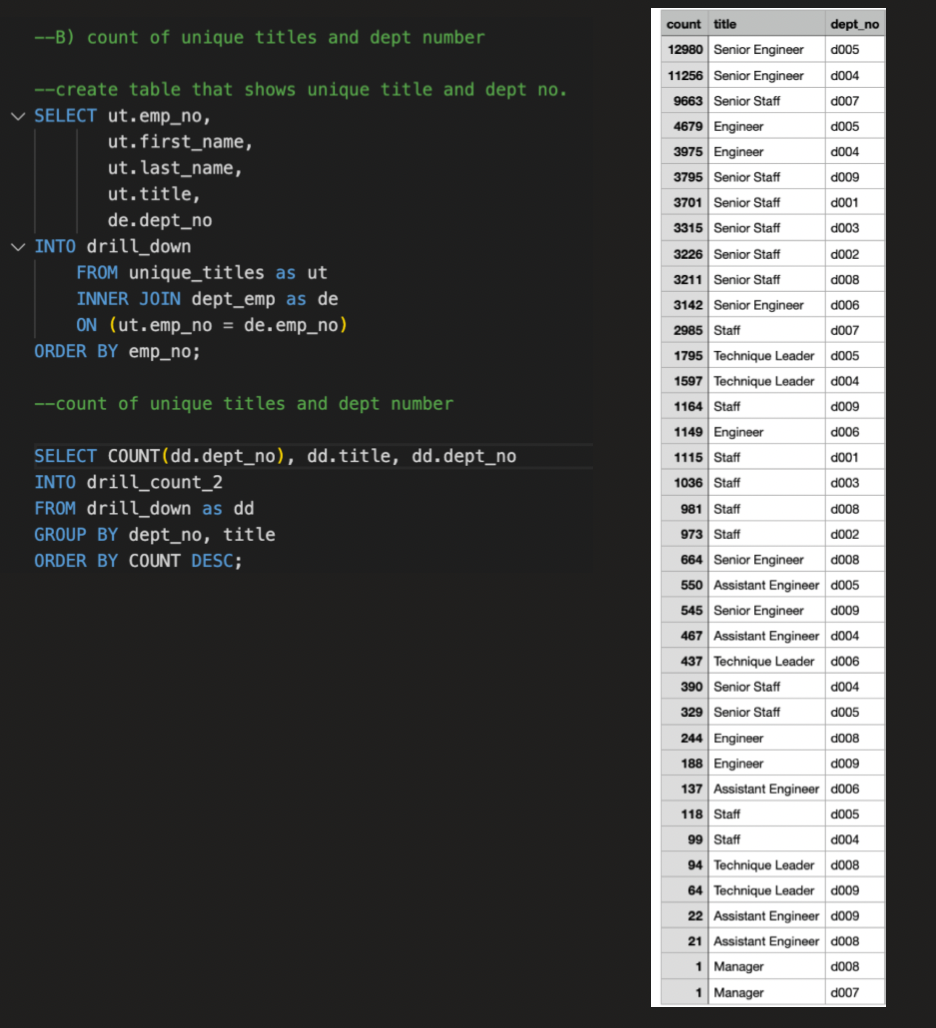 --B) count of unique titles and dept number
--create table that shows unique title and dept no.
SELECT ut.emp_no,
ut.first_name,
ut.last_name,
ut.title,
de.dept_no
INTO drill_down
FROM unique_titles as ut
INNER JOIN dept_emp as de
ON (ut.emp_no = de.emp_no)
ORDER BY emp_no;
--count of unique titles and dept number
SELECT COUNT(dd.dept_no), dd.title, dd.dept_no
INTO drill_count_2
FROM drill_down as dd
GROUP BY dept_no, title
ORDER BY COUNT DESC;
count title dept_no
12980 Senior Engineer d005
11256 Senior Engineer d004
9663 Senior Staff d007
4679 Engineer d005
3975 Engineer d004
3795 Senior Staff d009
3701 Senior Staff d001
3315 Senior Staff d003
3226 Senior Staff d002
3211 Senior Staff d008
3142 Senior Engineer d006
2985 Staff d007
1795 Technique Leader d005
1597 Technique Leader d004
1164 Staff d009
1149 Engineer d006
1115 Staff d001
1036 Staff d003
981 Staff d008
973 Staff d002
664 Senior Engineer d008
550 Assistant Engineer d005
545 Senior Engineer d009
467 Assistant Engineer d004
437 Technique Leader d006
390 Senior Staff d004
329 Senior Staff d005
244 Engineer d008
188 Engineer d009
137 Assistant Engineer d006
118 Staff d005
99 Staff d004
94 Technique Leader d008
64 Technique Leader d009
22 Assistant Engineer d009
21 Assistant Engineer d008
1 Manager d008
1 Manager d007